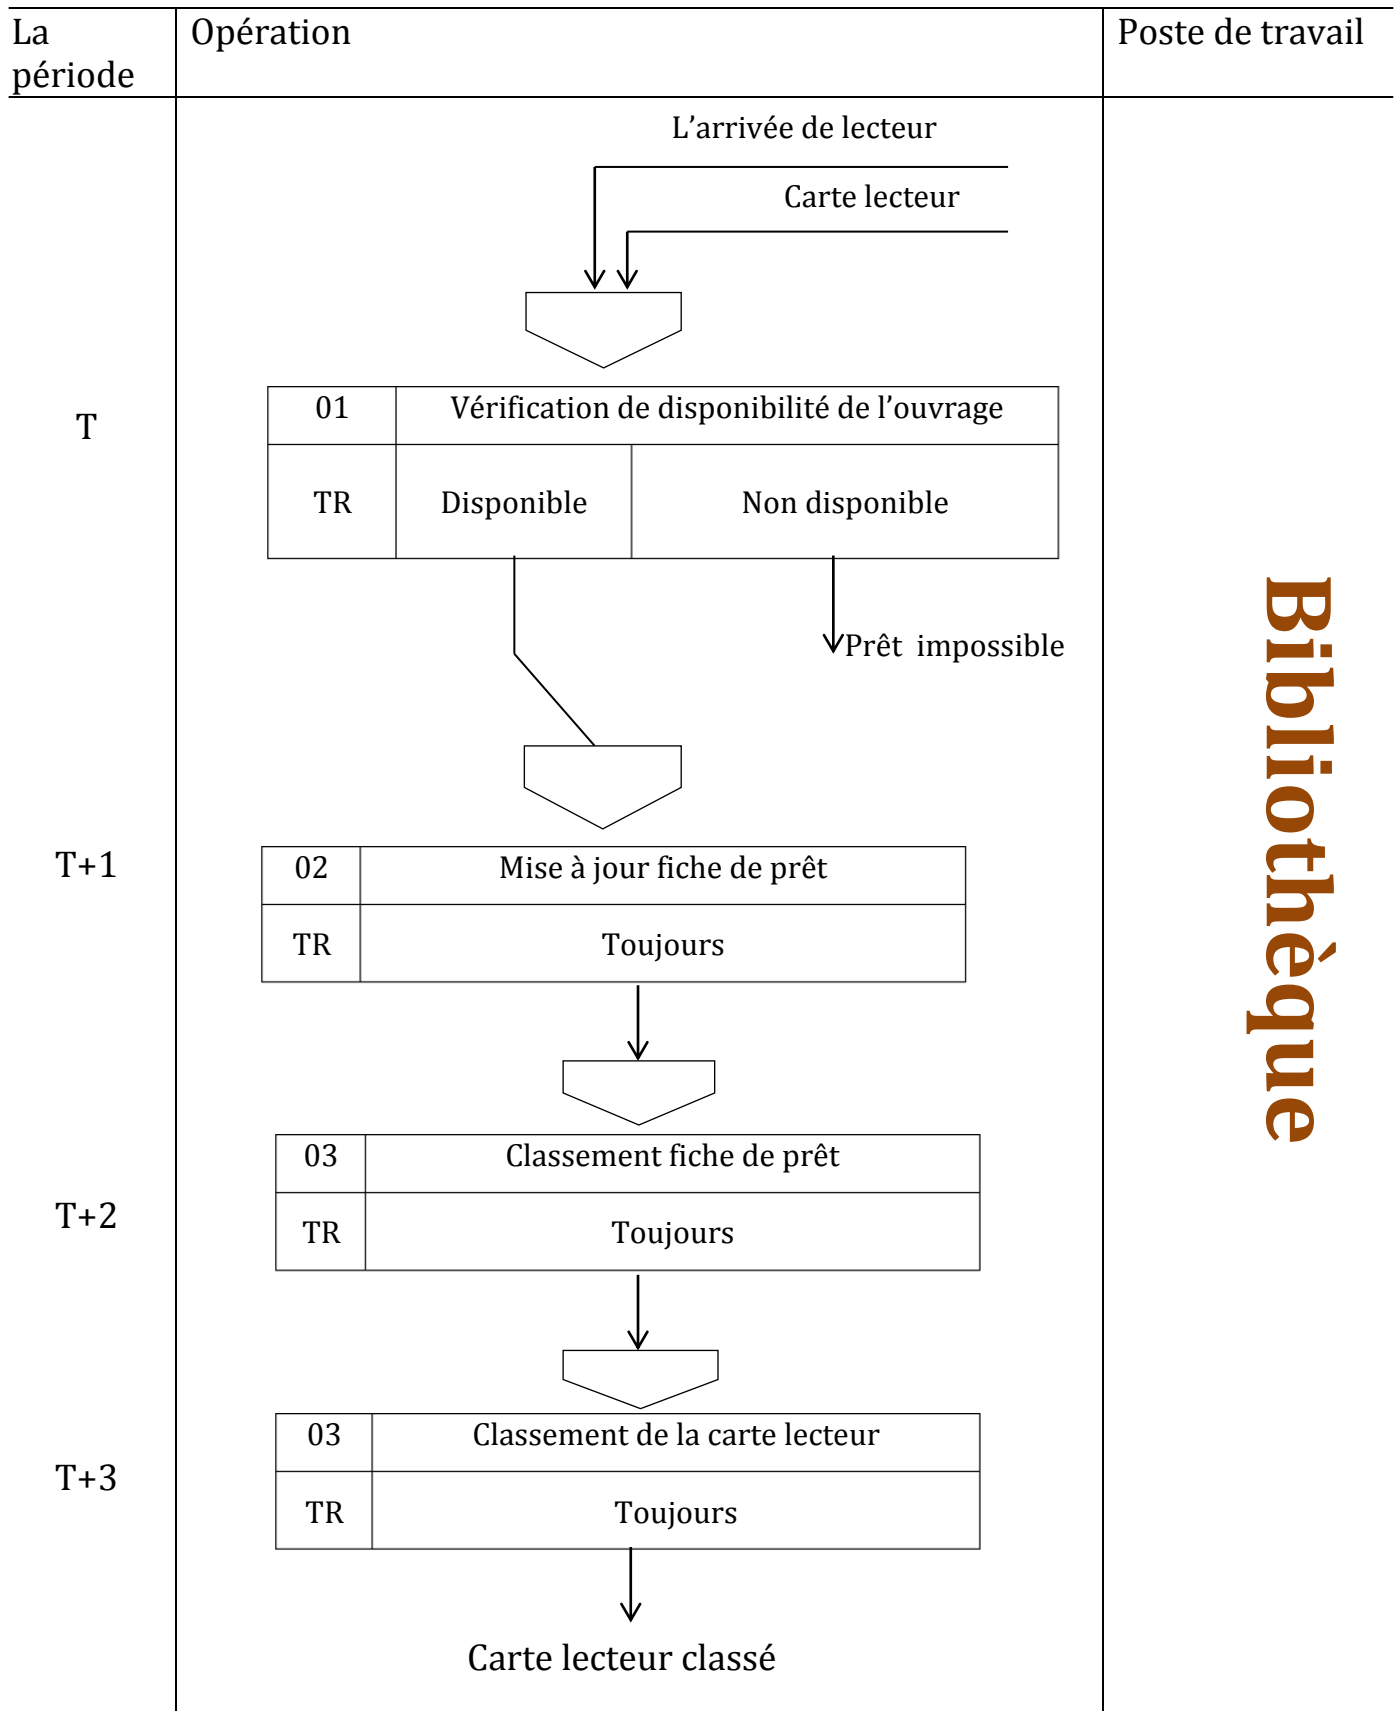 La période
Opération
Poste de travail
L’arrivée de lecteur
Carte lecteur
T
01
Vérification de disponibilité de l’ouvrage
TR
Disponible
Non disponible
Prêt impossible
Bibliothèque
T+1
02
Mise à jour fiche de prêt
TR
Toujours
T+2
03
Classement fiche de prêt
TR
Toujours
T+3
03
Classement de la carte lecteur
TR
Toujours
Carte lecteur classé